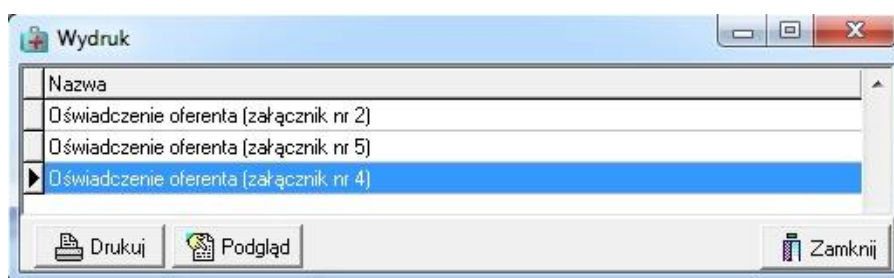 Wydruk
Nazwa
Oświadczenie oferenta (załącznik nr 2)
Oświadczenie oferenta (załącznik nr 5)
Oświadczenie oferenta (załącznik nr 4)
Drukuj Podgląd Zamknij